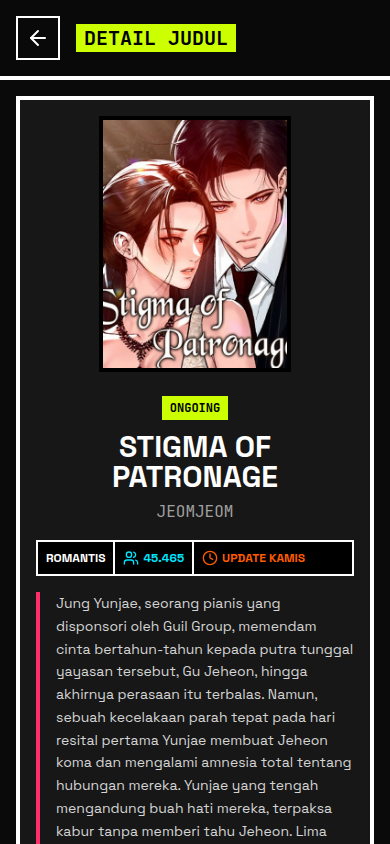 DETAIL JUDUL
Stigma of
Patronage
ONGOING
STIGMA OF
PATRONAGE
JEOMJEOM
ROMANTIS 45.465 UPDATE KAMIS
Jung Yunjae, seorang pianis yang
disponsori oleh Guil Group, memendam
cinta bertahun-tahun kepada putra tunggal
yayasan tersebut, Gu Jeheon, hingga
akhirnya perasaan itu terbalas. Namun,
sebuah kecelakaan parah tepat pada hari
resital pertama Yunjae membuat Jeheon
koma dan mengalami amnesia total tentang
hubungan mereka. Yunjae yang tengah
mengandung buah hati mereka, terpaksa
kabur tanpa memberi tahu Jeheon. Lima